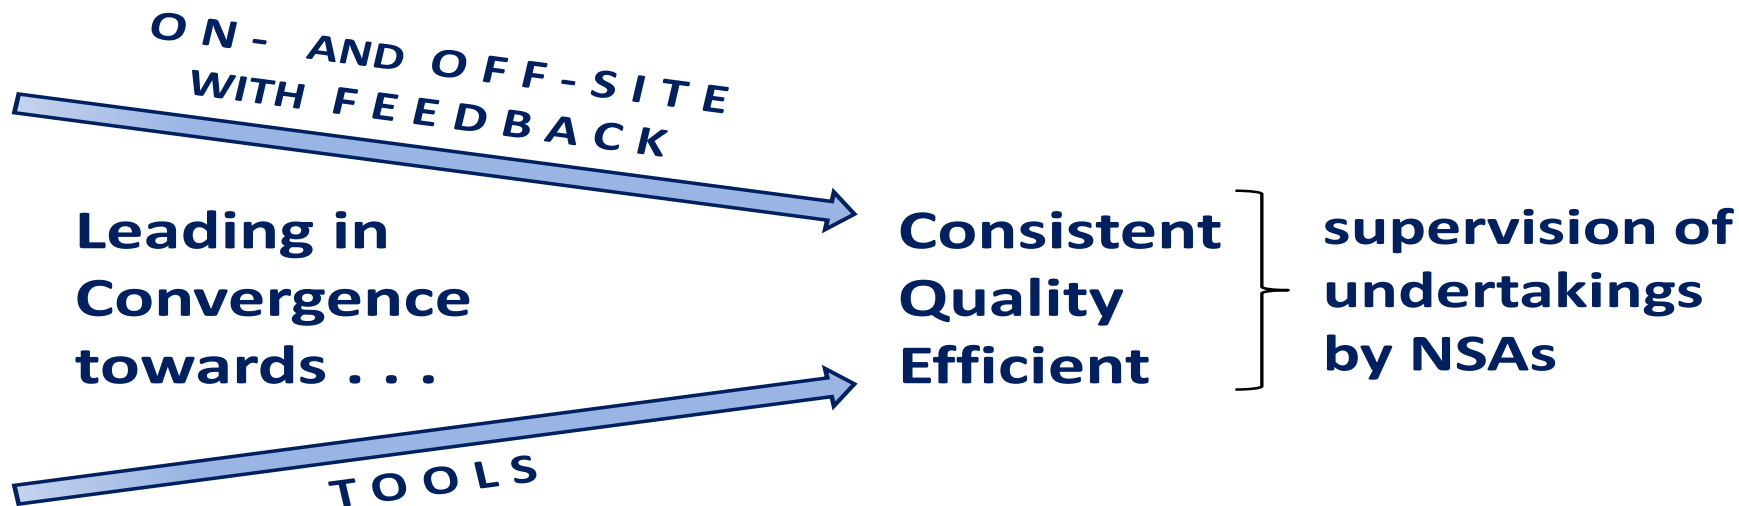 ON- AND OFF-SITE
WITH FEEDBACK
Leading in
Convergence
towards . . .
Consistent
Quality
Efficient
supervision of
undertakings
by NSAs
TOOLS